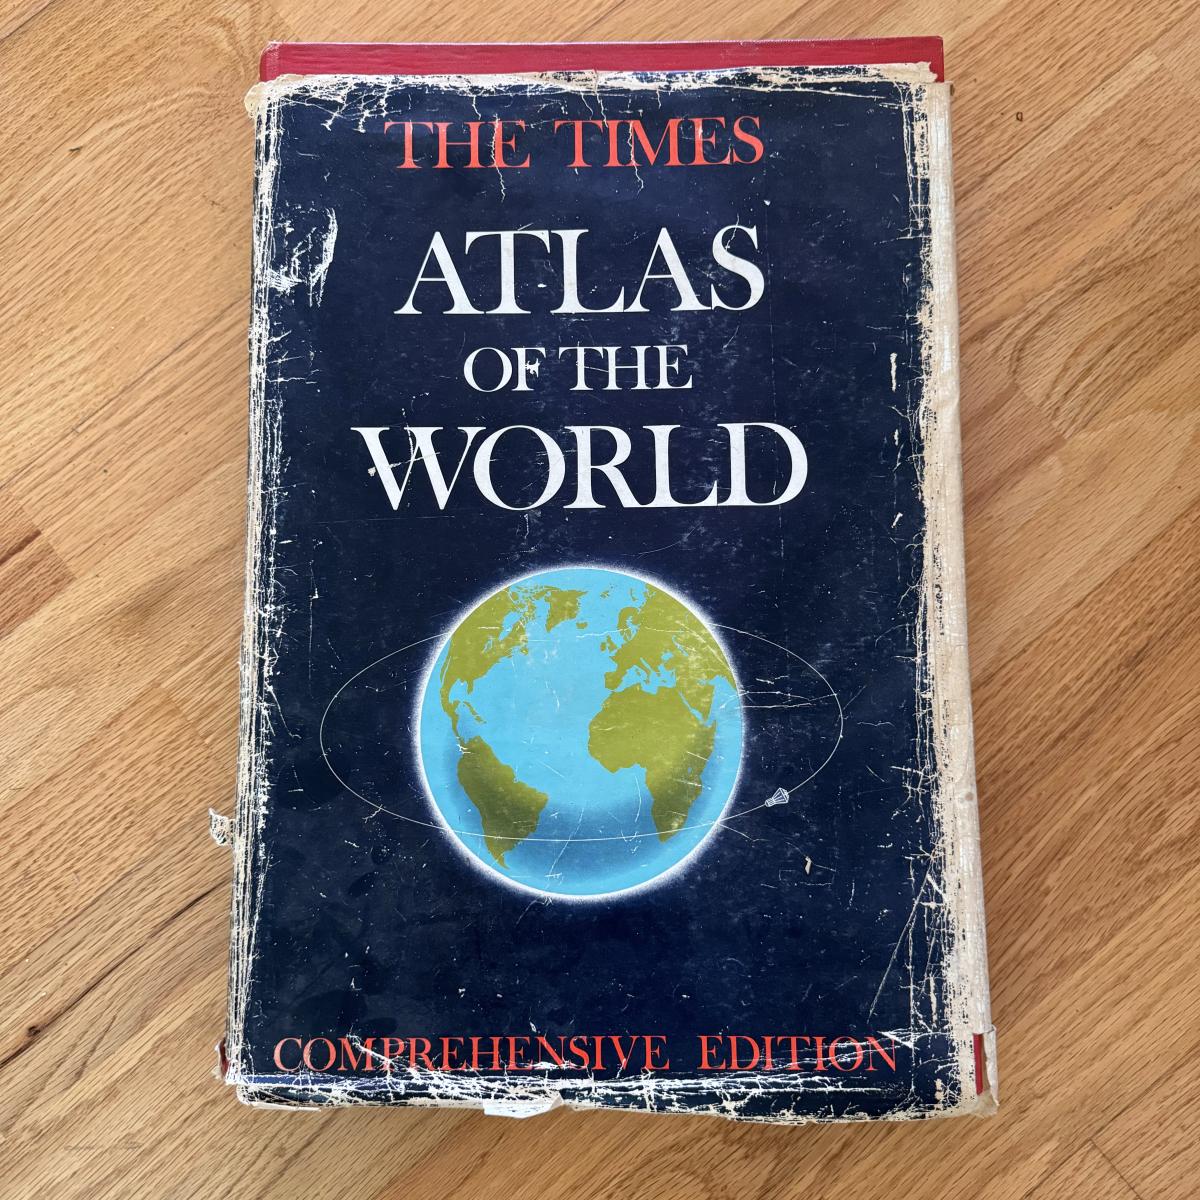 THE TIMES
ATLAS
OF THE
WORLD
COMPREHENSIVE EDITION